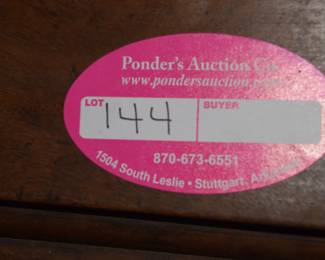 Ponder's Auction Co.
www.pondersauction.com
LOT 144 BUYER
870-673-6551
1504 South Leslie • Stuttgart, Arkansas